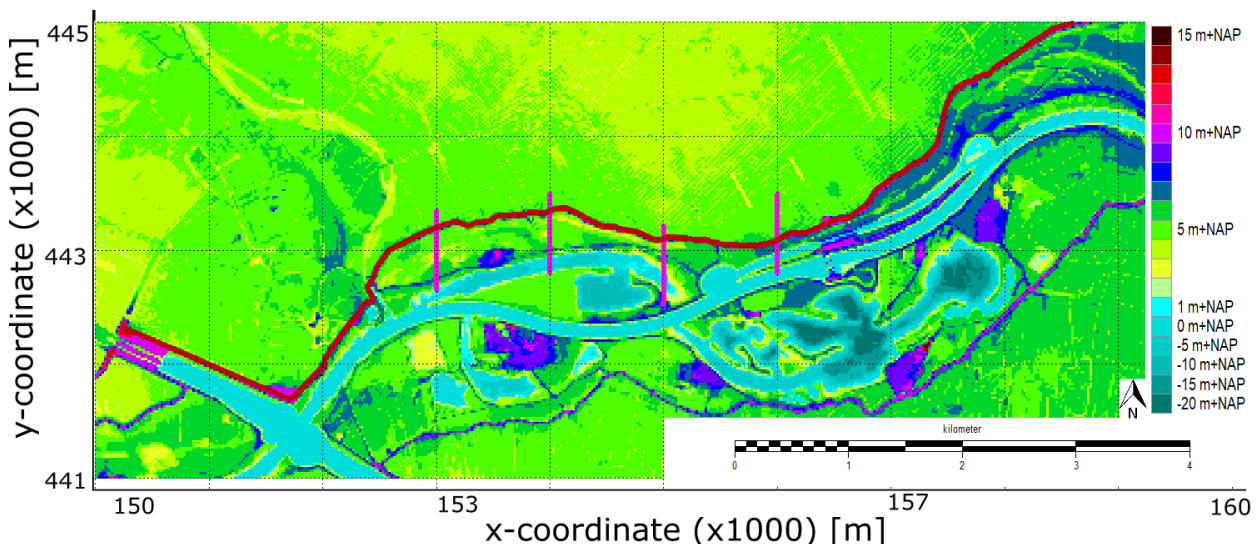 y-coordinate (x1000) [m]
445
443
441
150
153
157
160
x-coordinate (x1000) [m]
15 m+NAP
10 m+NAP
5 m+NAP
1 m+NAP
0 m+NAP
-5 m+NAP
-10 m+NAP
-15 m+NAP
-20 m+NAP
N
kilometer
0 1 2 3 4